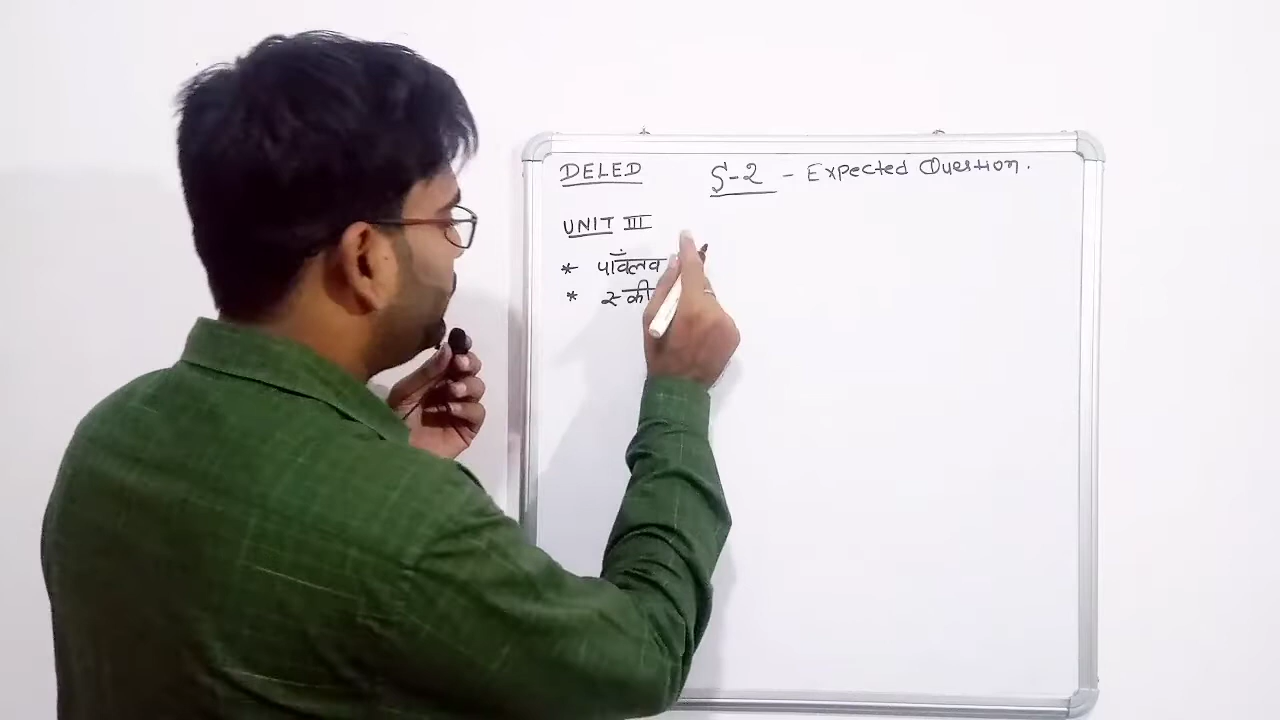 DELED S-2 - Expected Question.
UNIT III
* पॉवलव
* स्की